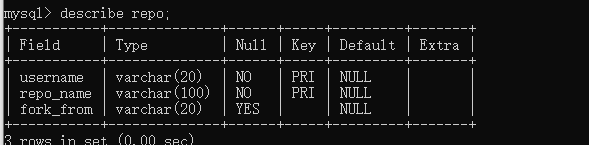 mysql> describe repo;
+-----------+--------------+------+-----+---------+-------+
| Field     | Type         | Null | Key | Default | Extra |
+-----------+--------------+------+-----+---------+-------+
| username  | varchar(20)  | NO   | PRI | NULL    |       |
| repo_name | varchar(100) | NO   | PRI | NULL    |       |
| fork_from | varchar(20)  | YES  |     | NULL    |       |
+-----------+--------------+------+-----+---------+-------+
3 rows in set (0.00 sec)